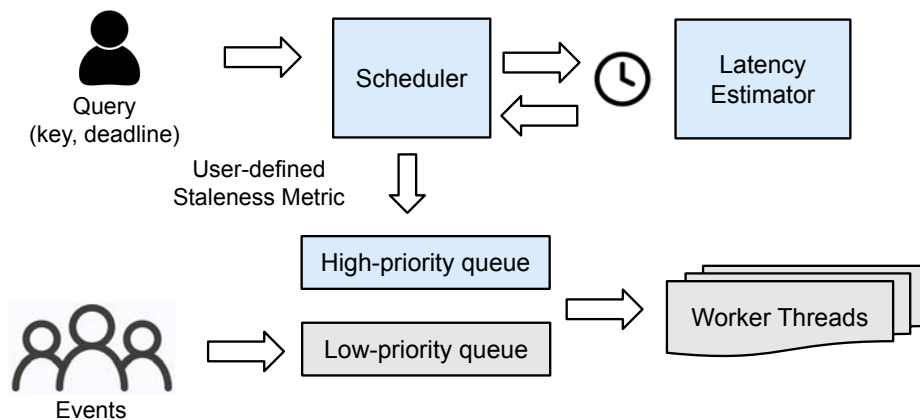 Query
(key, deadline)
Scheduler
Latency
Estimator
User-defined
Staleness Metric
High-priority queue
Low-priority queue
Worker Threads
Events